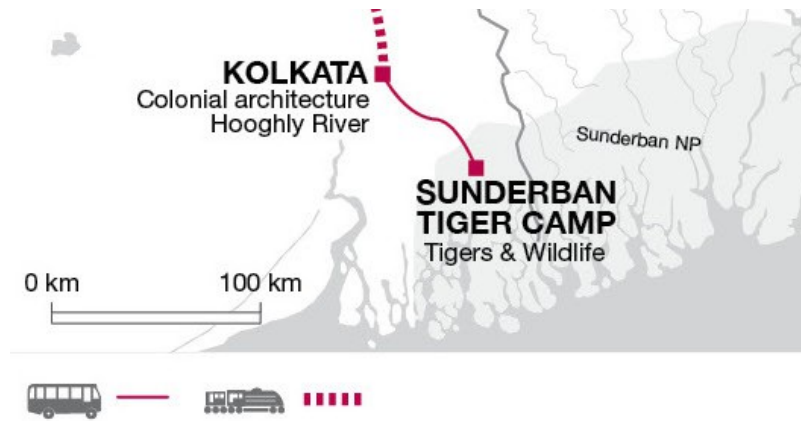 KOLKATA
Colonial architecture
Hooghly River
Sunderban NP
SUNDERBAN
TIGER CAMP
Tigers & Wildlife
0 km
100 km